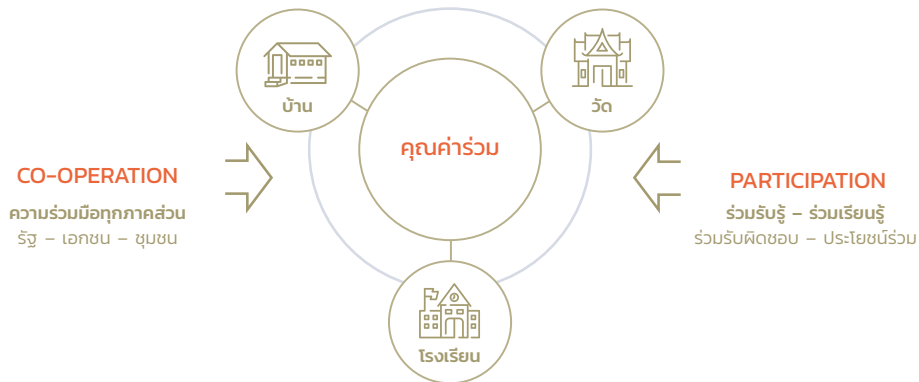 บ้าน
วัด
คุณค่าร่วม
CO-OPERATION
ความร่วมมือทุกภาคส่วน
รัฐ – เอกชน – ชุมชน
PARTICIPATION
ร่วมรับรู้ – ร่วมเรียนรู้
ร่วมรับผิดชอบ – ประโยชน์ร่วม
โรงเรียน